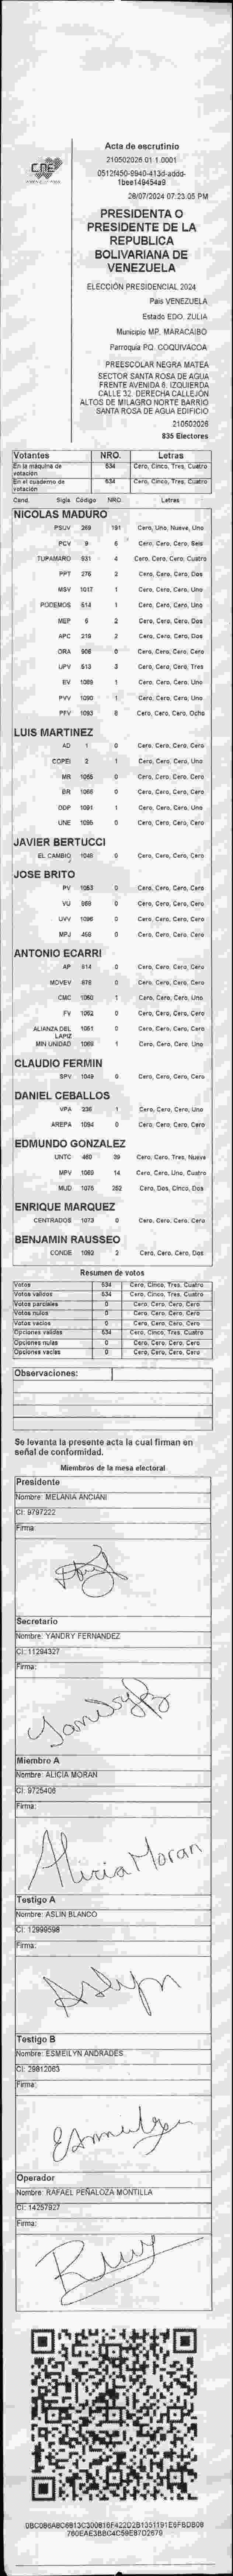 CNE
Acta de escrutinio
210502026.01.1.0001
05121450-9940-413d-addd-
1bee149454a9
28/07/2024 07:23:05 PM
PRESIDENTA O
PRESIDENTE DE LA
REPUBLICA
BOLIVARIANA DE
VENEZUELA
ELECCIÓN PRESIDENCIAL 2024
País VENEZUELA
Estado EDO. ZULIA
Municipio MP. MARACAIBO
Parroquia PQ. COQUIVACOA
PREESCOLAR NEGRA MATEA
SECTOR SANTA ROSA DE AGUA
FRENTE AVENIDA 6. IZQUIERDA
CALLE 32. DERECHA CALLEJÓN
ALTOS DE MILAGRO NORTE BARRIO
SANTA ROSA DE AGUA EDIFICIO
210502026
835 Electores
Votantes NRO. Letras
En la máquina de votación 534 Cero, Cinco, Tres, Cuatro
En el cuaderno de votación 534 Cero, Cinco, Tres, Cuatro
Cand. Sigla Código NRO. Letras
NICOLAS MADURO
PSUV 269 191 Cero, Uno, Nueve, Uno
PCV 9 6 Cero, Cero, Cero, Seis
TUPAMARO 931 4 Cero, Cero, Cero, Cuatro
PPT 276 2 Cero, Cero, Cero, Dos
MSV 1017 1 Cero, Cero, Cero, Uno
PODEMOS 514 1 Cero, Cero, Cero, Uno
MEP 6 2 Cero, Cero, Cero, Dos
APC 219 2 Cero, Cero, Cero, Dos
ORA 906 0 Cero, Cero, Cero, Cero
UPV 513 3 Cero, Cero, Cero, Tres
EV 1089 1 Cero, Cero, Cero, Uno
PVV 1090 1 Cero, Cero, Cero, Uno
PFV 1093 8 Cero, Cero, Cero, Ocho
LUIS MARTINEZ
AD 1 0 Cero, Cero, Cero, Cero
COPEI 2 1 Cero, Cero, Cero, Uno
MR 1055 0 Cero, Cero, Cero, Cero
BR 1066 0 Cero, Cero, Cero, Cero
DDP 1091 1 Cero, Cero, Cero, Uno
UNE 1095 0 Cero, Cero, Cero, Cero
JAVIER BERTUCCI
EL CAMBIO 1048 0 Cero, Cero, Cero, Cero
JOSE BRITO
PV 1053 0 Cero, Cero, Cero, Cero
VU 868 0 Cero, Cero, Cero, Cero
UVV 1096 0 Cero, Cero, Cero, Cero
MPJ 458 0 Cero, Cero, Cero, Cero
ANTONIO ECARRI
AP 814 0 Cero, Cero, Cero, Cero
MOVEV 878 0 Cero, Cero, Cero, Cero
CMC 1050 1 Cero, Cero, Cero, Uno
FV 1052 0 Cero, Cero, Cero, Cero
ALIANZA DEL LAPIZ 1051 0 Cero, Cero, Cero, Cero
MIN UNIDAD 1069 1 Cero, Cero, Cero, Uno
CLAUDIO FERMIN
SPV 1049 0 Cero, Cero, Cero, Cero
DANIEL CEBALLOS
VPA 236 1 Cero, Cero, Cero, Uno
AREPA 1094 0 Cero, Cero, Cero, Cero
EDMUNDO GONZALEZ
UNTC 460 39 Cero, Cero, Tres, Nueve
MPV 1069 14 Cero, Cero, Uno, Cuatro
MUD 1075 252 Cero, Dos, Cinco, Dos
ENRIQUE MARQUEZ
CENTRADOS 1073 0 Cero, Cero, Cero, Cero
BENJAMIN RAUSSEO
CONDE 1092 2 Cero, Cero, Cero, Dos
Resumen de votos
Votos 534 Cero, Cinco, Tres, Cuatro
Votos validos 534 Cero, Cinco, Tres, Cuatro
Votos parciales 0 Cero, Cero, Cero, Cero
Votos nulos 0 Cero, Cero, Cero, Cero
Votos vacios 0 Cero, Cero, Cero, Cero
Opciones validas 534 Cero, Cinco, Tres, Cuatro
Opciones nulas 0 Cero, Cero, Cero, Cero
Opciones vacias 0 Cero, Cero, Cero, Cero
Observaciones:
Se levanta la presente acta la cual firman en
señal de conformidad.
Miembros de la mesa electoral
Presidente
Nombre: MELANIA ANCIANI
CI: 9797222
Firma:
Secretario
Nombre: YANDRY FERNANDEZ
CI: 11294327
Firma:
Miembro A
Nombre: ALICIA MORAN
CI: 9725406
Firma:
Alicia Moran
Testigo A
Nombre: ASLIN BLANCO
CI: 12999598
Firma:
Testigo B
Nombre: ESMEILYN ANDRADES
CI: 29812063
Firma:
Operador
Nombre: RAFAEL PEÑALOZA MONTILLA
CI: 14257927
Firma: